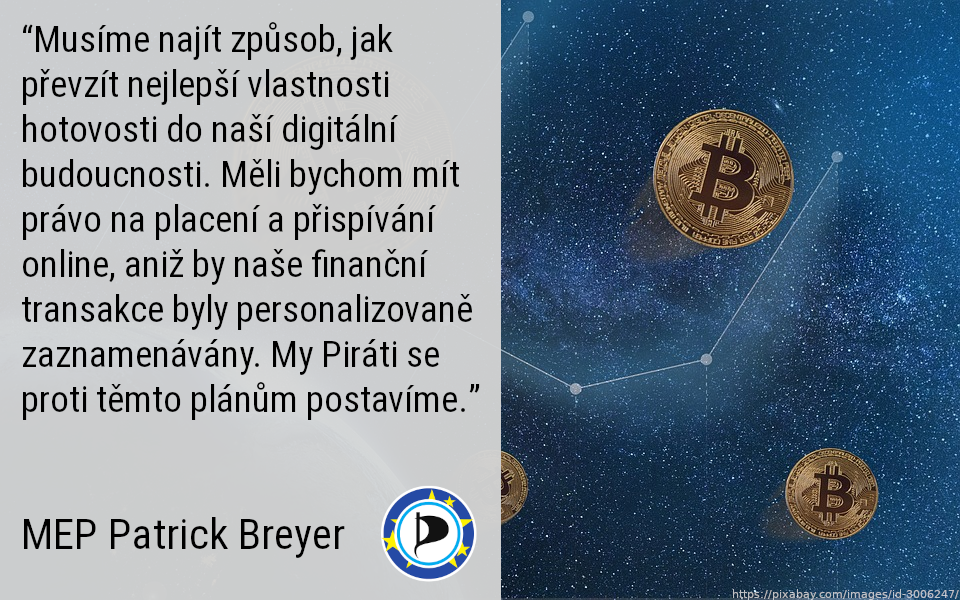 “Musíme najít způsob, jak
převzít nejlepší vlastnosti
hotovosti do naší digitální
budoucnosti. Měli bychom mít
právo na placení a přispívání
online, aniž by naše finanční
transakce byly personalizovaně
zaznamenávány. My Piráti se
proti těmto plánům postavíme.”
MEP Patrick Breyer
https://pixabay.com/images/id-3006247/